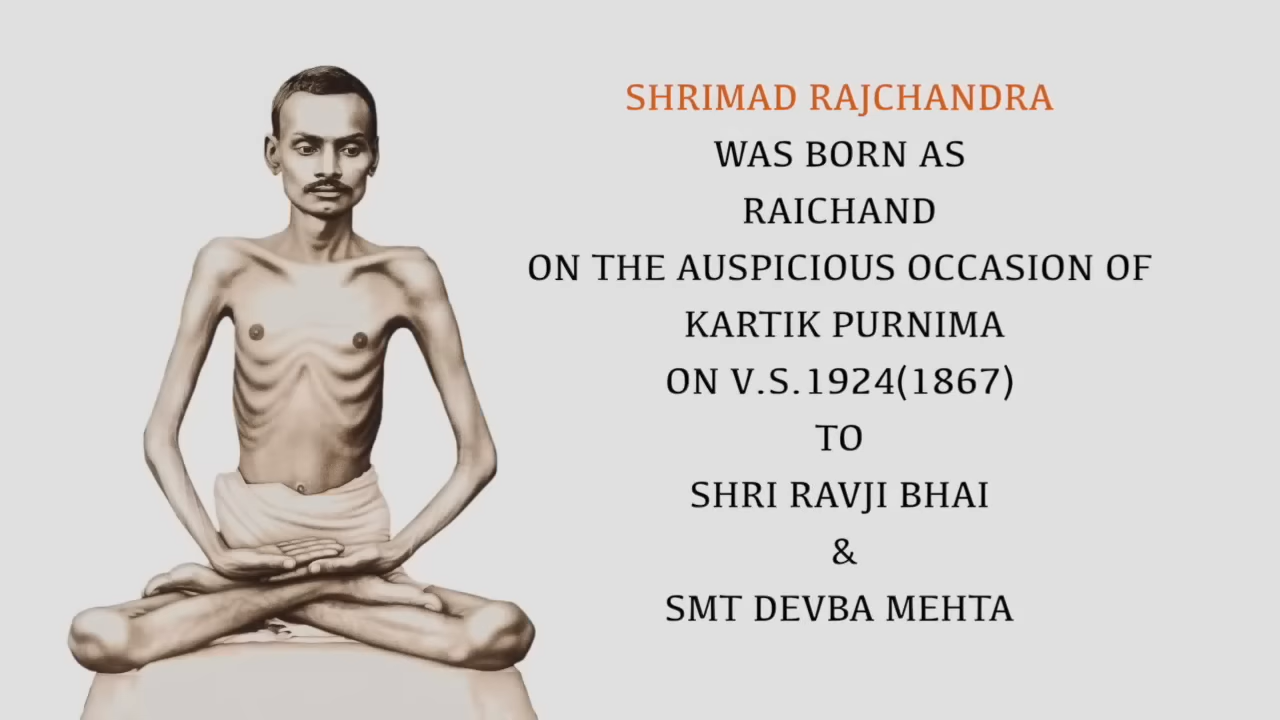 SHRIMAD RAJCHANDRA
WAS BORN AS
RAICHAND
ON THE AUSPICIOUS OCCASION OF
KARTIK PURNIMA
ON V.S.1924(1867)
TO
SHRI RAVJI BHAI
&
SMT DEVBA MEHTA